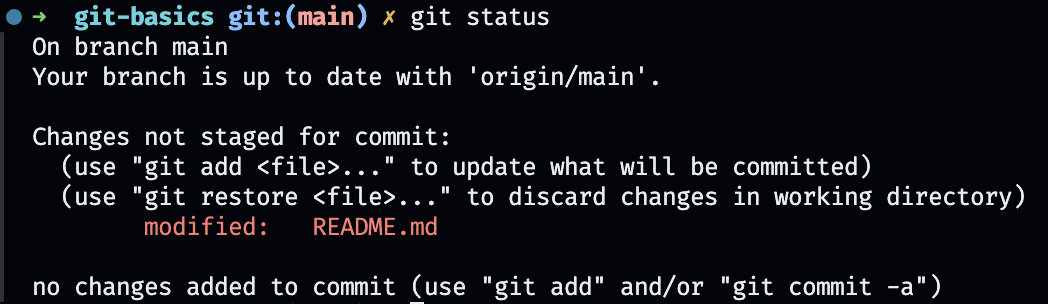 ➜  git-basics git:(main) ✗ git status
On branch main
Your branch is up to date with 'origin/main'.

Changes not staged for commit:
  (use "git add <file>..." to update what will be committed)
  (use "git restore <file>..." to discard changes in working directory)
        modified:   README.md

no changes added to commit (use "git add" and/or "git commit -a")